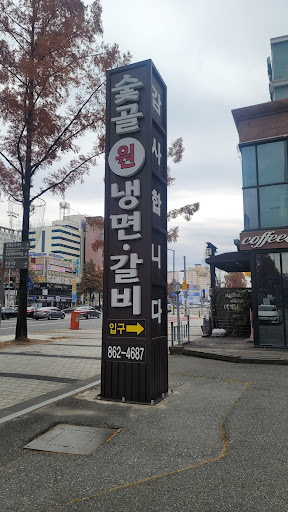 숯골
원
냉면·갈비
입구
862-4687
감사합니다
coffee